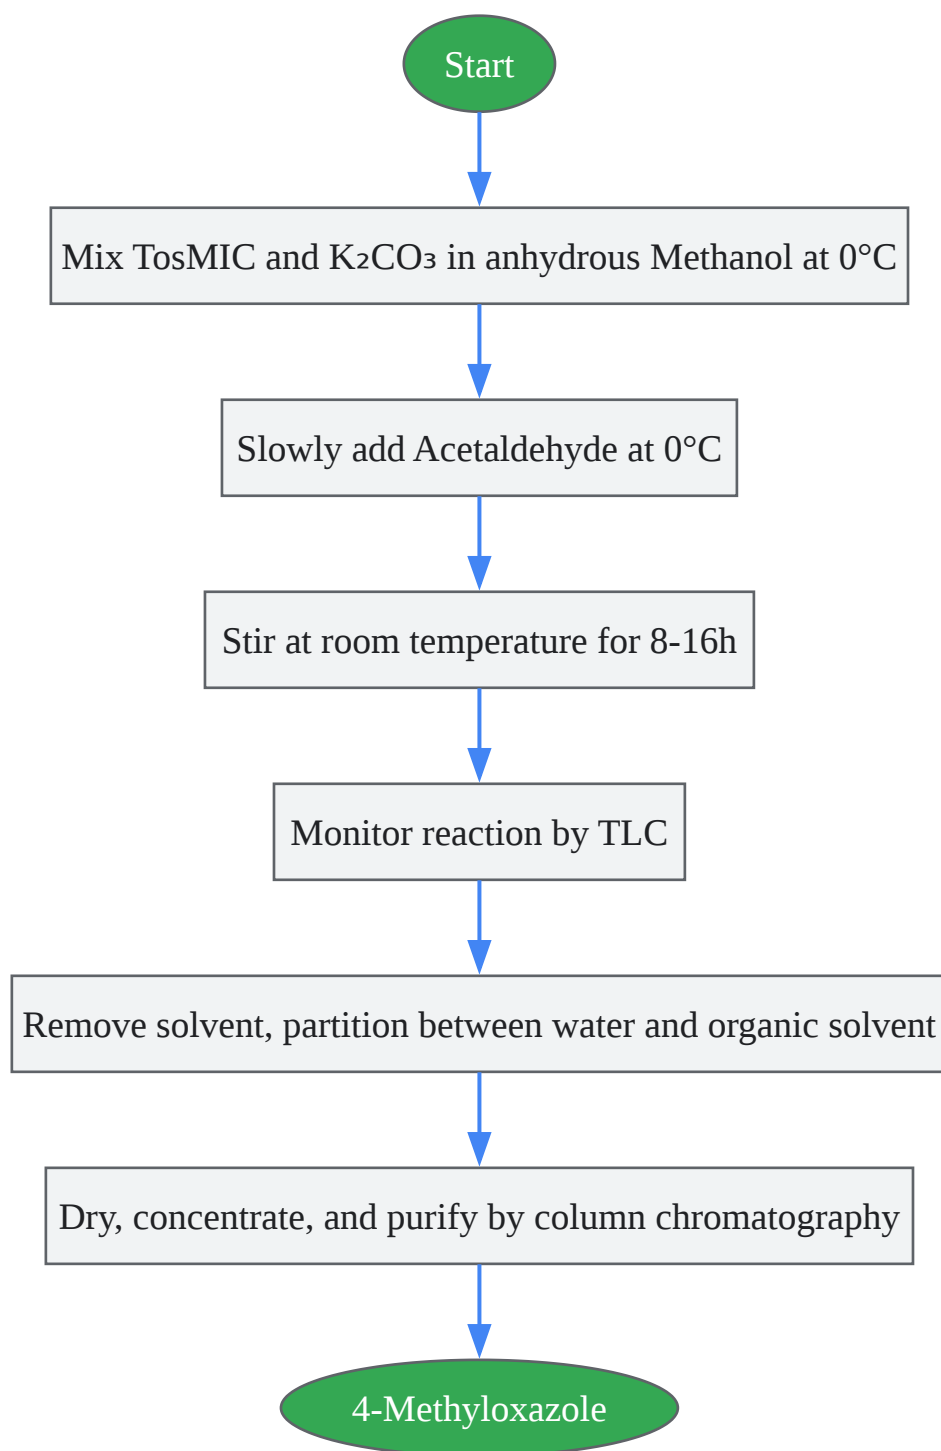 Start
Mix TosMIC and K₂CO₃ in anhydrous Methanol at 0°C
Slowly add Acetaldehyde at 0°C
Stir at room temperature for 8-16h
Monitor reaction by TLC
Remove solvent, partition between water and organic solvent
Dry, concentrate, and purify by column chromatography
4-Methyloxazole